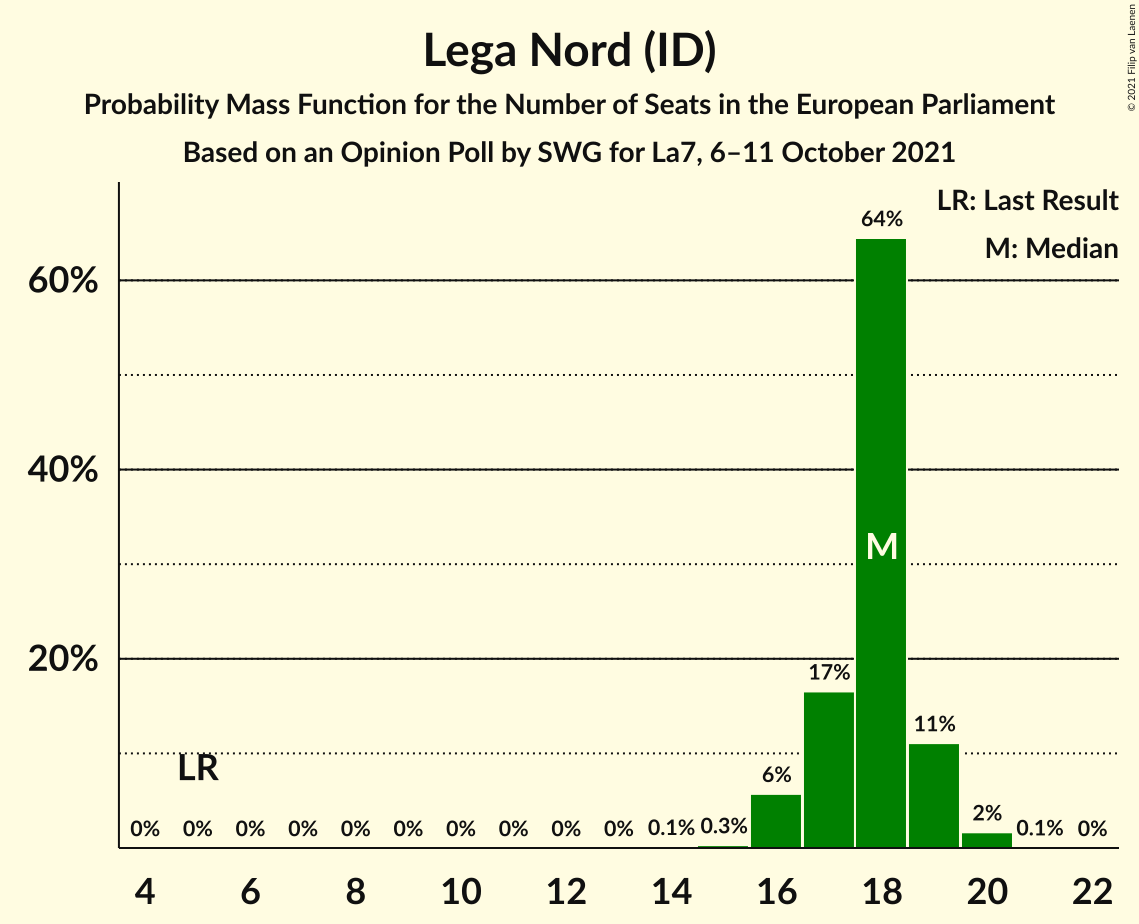 Lega Nord (ID)
Probability Mass Function for the Number of Seats in the European Parliament
Based on an Opinion Poll by SWG for La7, 6–11 October 2021
© 2021 Filip van Laenen
LR: Last Result
M: Median
60%
40%
20%
64%
M
17%
11%
LR
6%
0% 0% 0% 0% 0% 0% 0% 0% 0% 0% 0.1% 0.3% 2% 0.1% 0%
4 6 8 10 12 14 16 18 20 22